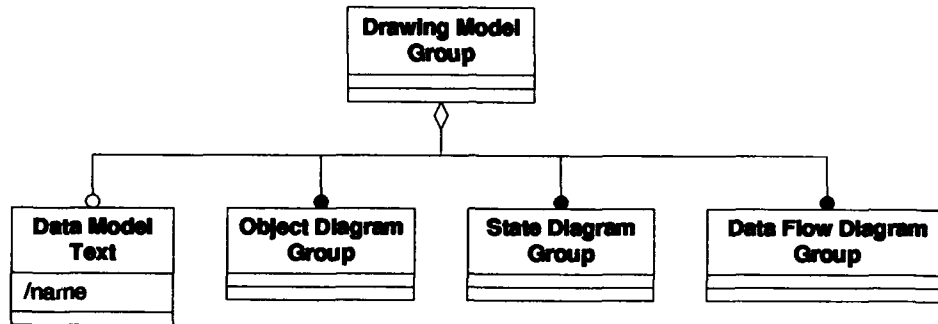 Drawing Model
Group
Data Model
Text
/name
Object Diagram
Group
State Diagram
Group
Data Flow Diagram
Group